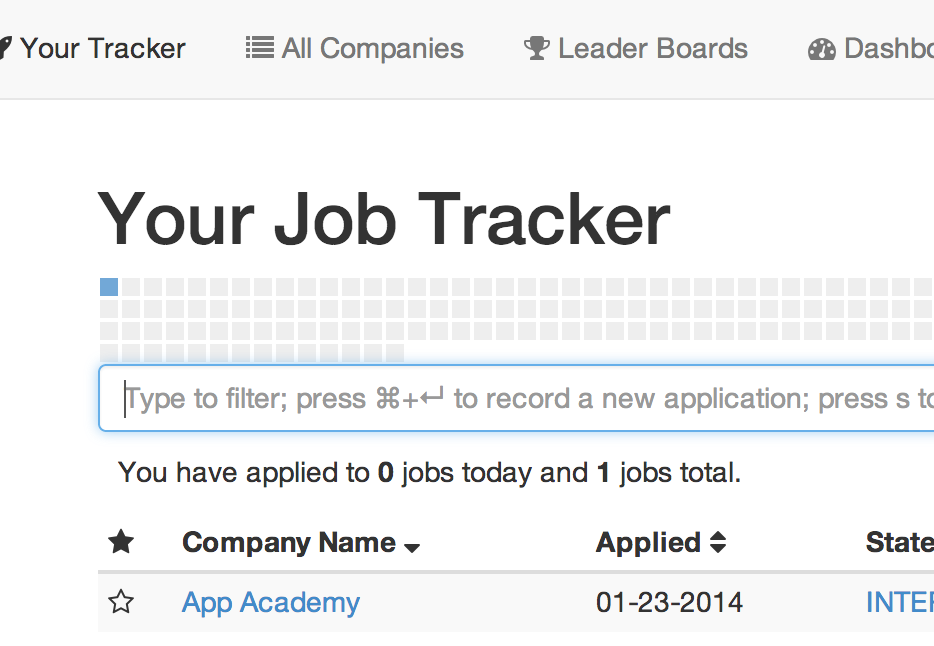 Your Tracker All Companies Leader Boards Dashbo
Your Job Tracker
Type to filter; press ⌘+↵ to record a new application; press s to
You have applied to 0 jobs today and 1 jobs total.
Company Name Applied State
App Academy 01-23-2014 INTER